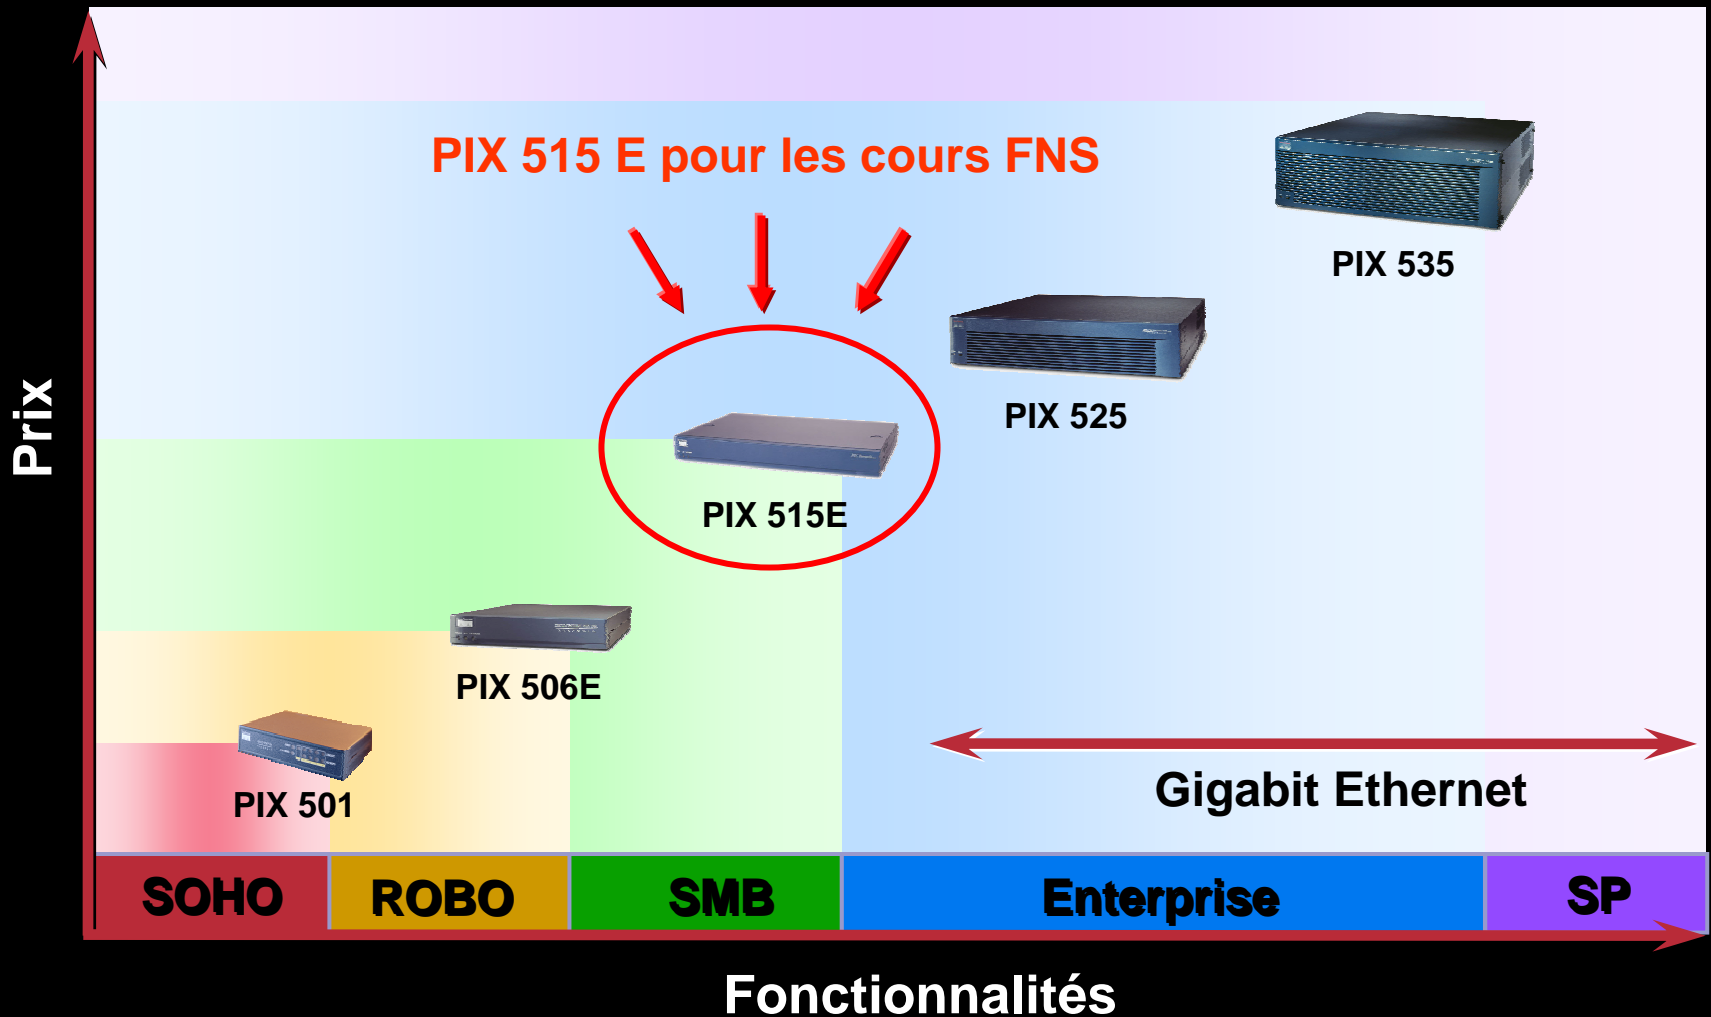 PIX 515 E pour les cours FNS
PIX 535
PIX 525
Prix
PIX 515E
PIX 506E
PIX 501
Gigabit Ethernet
SOHO
ROBO
SMB
Enterprise
SP
Fonctionnalités